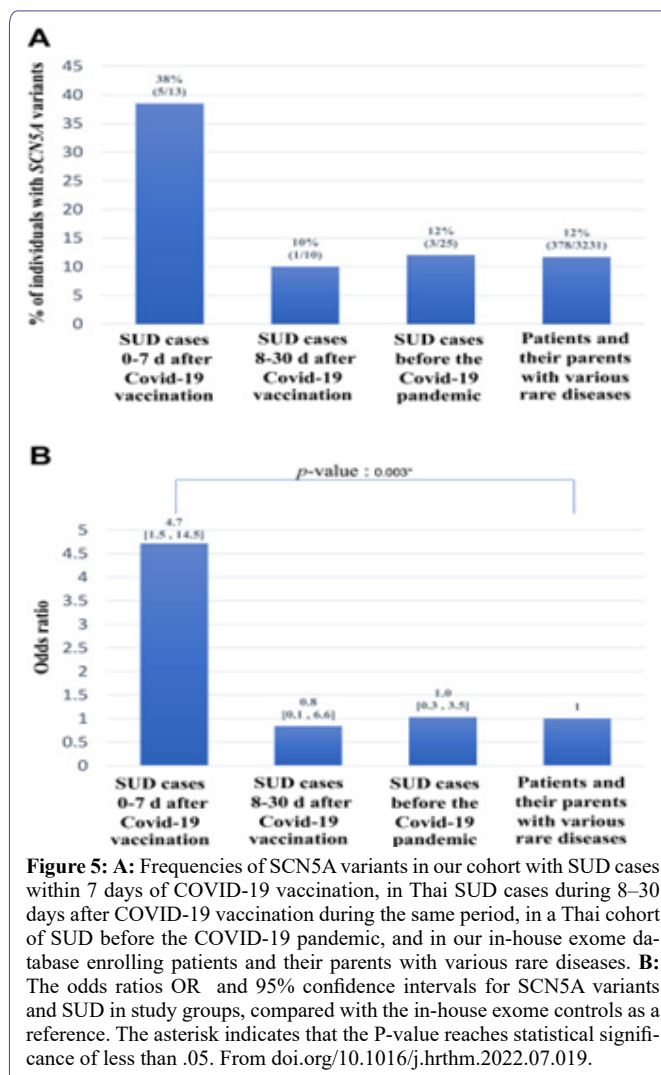 A
% of individuals with SCN5A variants
45
40
35
30
25
20
15
10
5
0
38%
(5/13)
10%
(1/10)
12%
(3/25)
12%
(378/3231)
SUD cases
0-7 d after
Covid-19
vaccination
SUD cases
8-30 d after
Covid-19
vaccination
SUD cases
before the
Covid-19
pandemic
Patients and
their parents
with various
rare diseases
B
p-value : 0.003*
Odds ratio
5
4.5
4
3.5
3
2.5
2
1.5
1
0.5
0
4.7
[1.5 , 14.5]
0.8
[0.1 , 6.6]
1.0
[0.3 , 3.5]
1
SUD cases
0-7 d after
Covid-19
vaccination
SUD cases
8-30 d after
Covid-19
vaccination
SUD cases
before the
Covid-19
pandemic
Patients and
their parents
with various
rare diseases
Figure 5: A: Frequencies of SCN5A variants in our cohort with SUD cases
within 7 days of COVID-19 vaccination, in Thai SUD cases during 8–30
days after COVID-19 vaccination during the same period, in a Thai cohort
of SUD before the COVID-19 pandemic, and in our in-house exome da-
tabase enrolling patients and their parents with various rare diseases. B:
The odds ratios OR and 95% confidence intervals for SCN5A variants
and SUD in study groups, compared with the in-house exome controls as a
reference. The asterisk indicates that the P-value reaches statistical signifi-
cance of less than .05. From doi.org/10.1016/j.hrthm.2022.07.019.